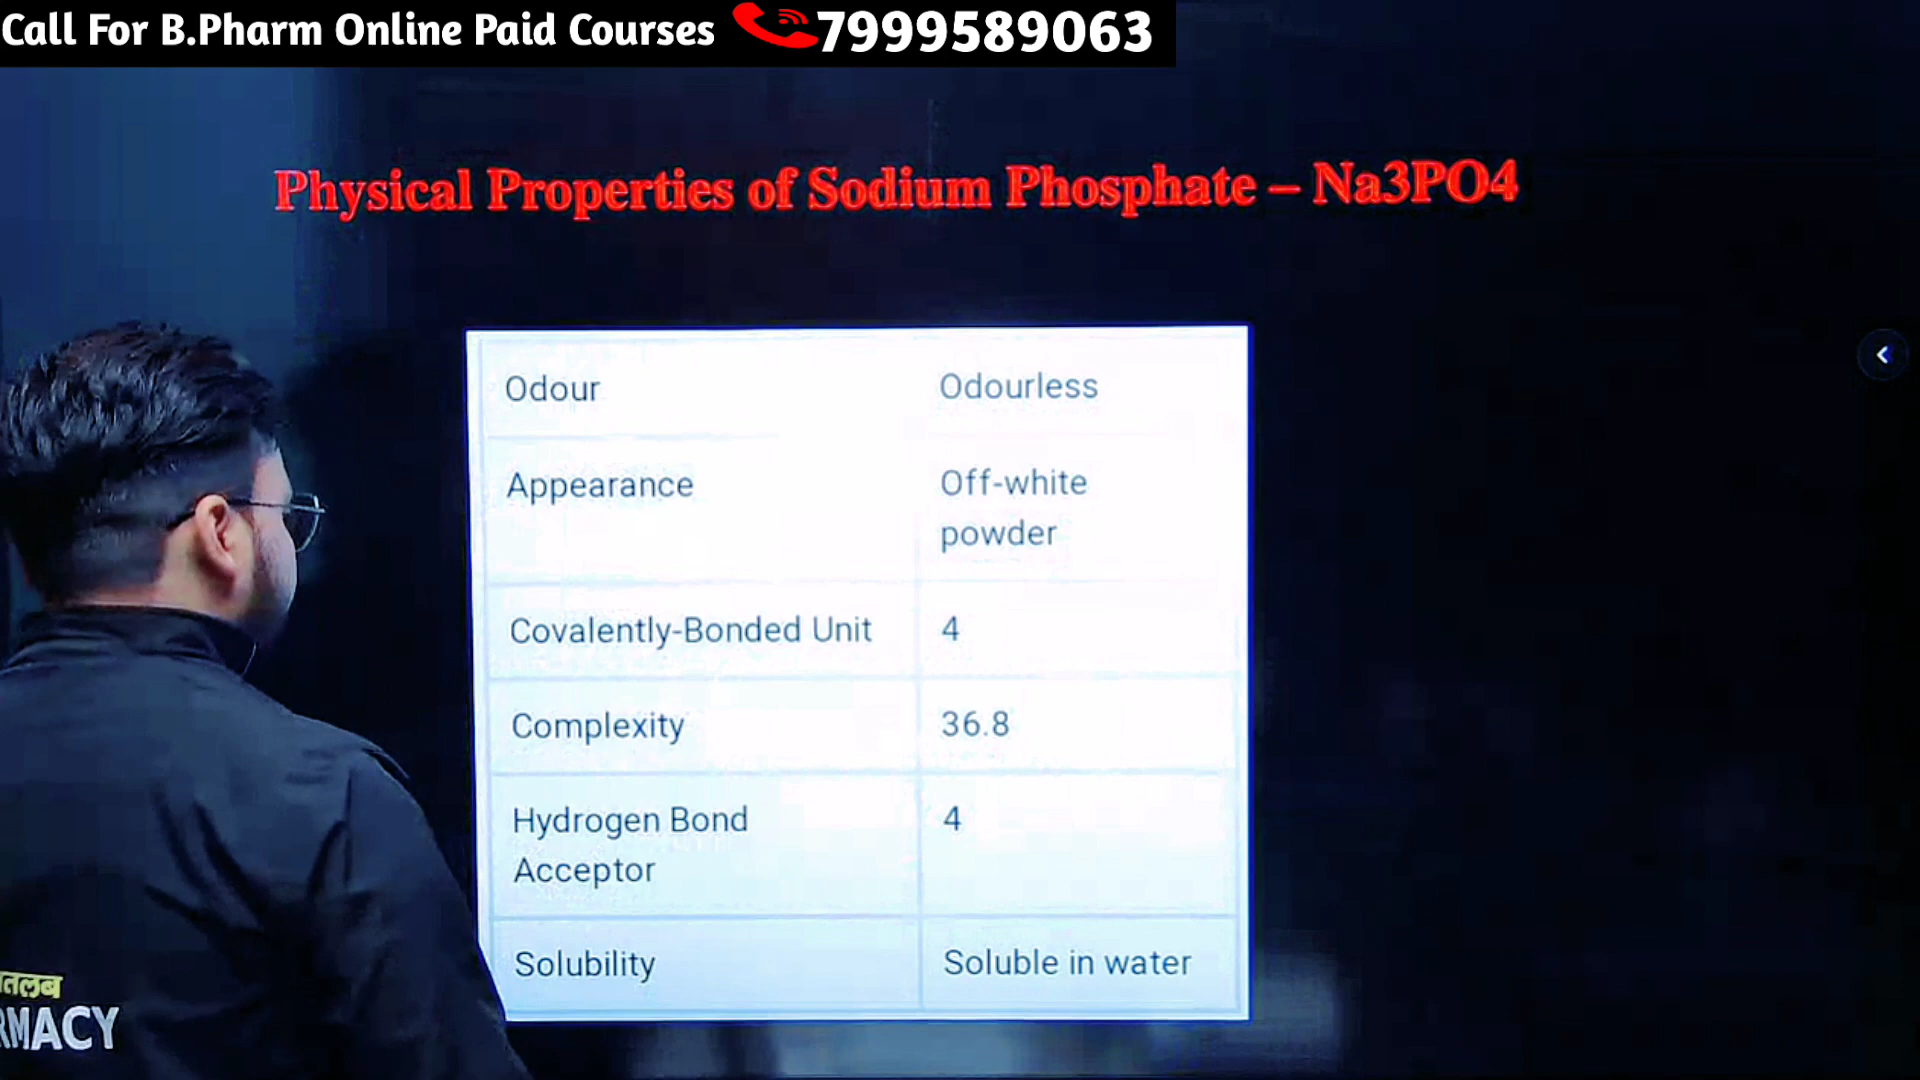 Call For B.Pharm Online Paid Courses 7999589063
Physical Properties of Sodium Phosphate – Na3PO4
Odour Odourless
Appearance Off-white
powder
Covalently-Bonded Unit 4
Complexity 36.8
Hydrogen Bond 4
Acceptor
Solubility Soluble in water